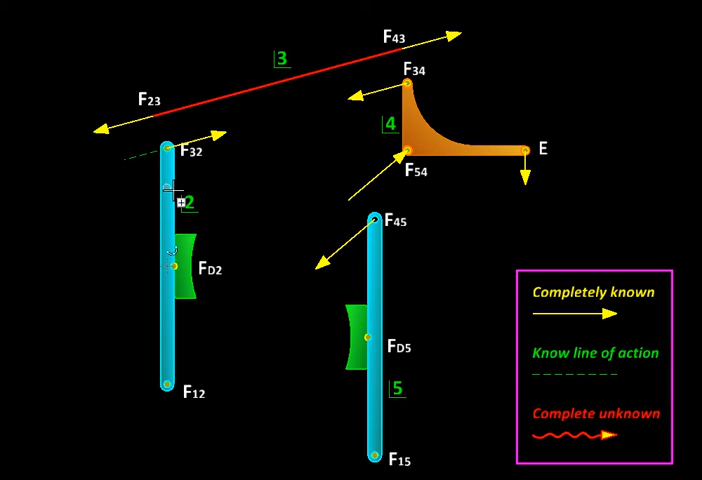 F43
3
F34
F23
4
E
F32
F54
2
F45
FD2
Completely known
FD5
Know line of action
F12
5
Complete unknown
F15